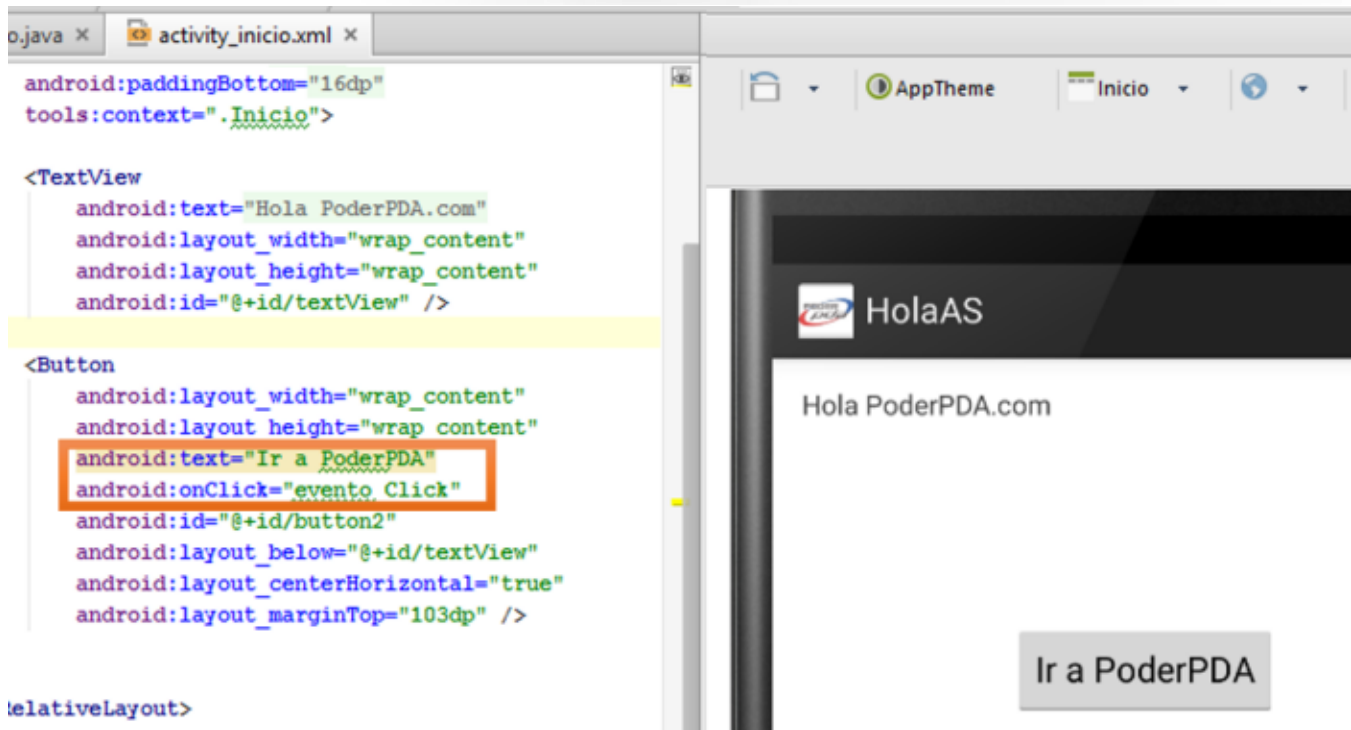 o.java ×
activity_inicio.xml ×
android:paddingBottom="16dp"
tools:context=".Inicio">
<TextView
android:text="Hola PoderPDA.com"
android:layout_width="wrap_content"
android:layout_height="wrap_content"
android:id="@+id/textView" />
<Button
android:layout_width="wrap_content"
android:layout_height="wrap_content"
android:text="Ir a PoderPDA"
android:onClick="evento Click"
android:id="@+id/button2"
android:layout_below="@+id/textView"
android:layout_centerHorizontal="true"
android:layout_marginTop="103dp" />
RelativeLayout>
AppTheme
Inicio
HolaAS
Hola PoderPDA.com
Ir a PoderPDA